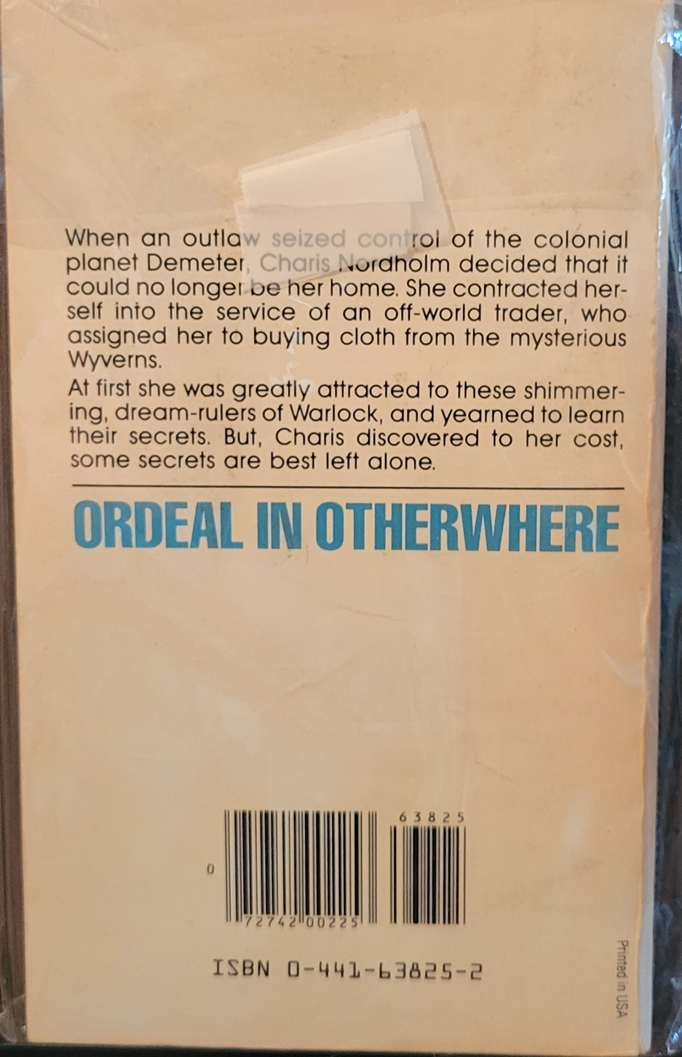 When an outlaw seized control of the colonial
planet Demeter, Charis Nordholm decided that it
could no longer be her home. She contracted her-
self into the service of an off-world trader, who
assigned her to buying cloth from the mysterious
Wyverns.
At first she was greatly attracted to these shimmer-
ing, dream-rulers of Warlock, and yearned to learn
their secrets. But, Charis discovered to her cost,
some secrets are best left alone.
ORDEAL IN OTHERWHERE
63825
0
72742 00225
ISBN 0-441-63825-2
Printed in USA